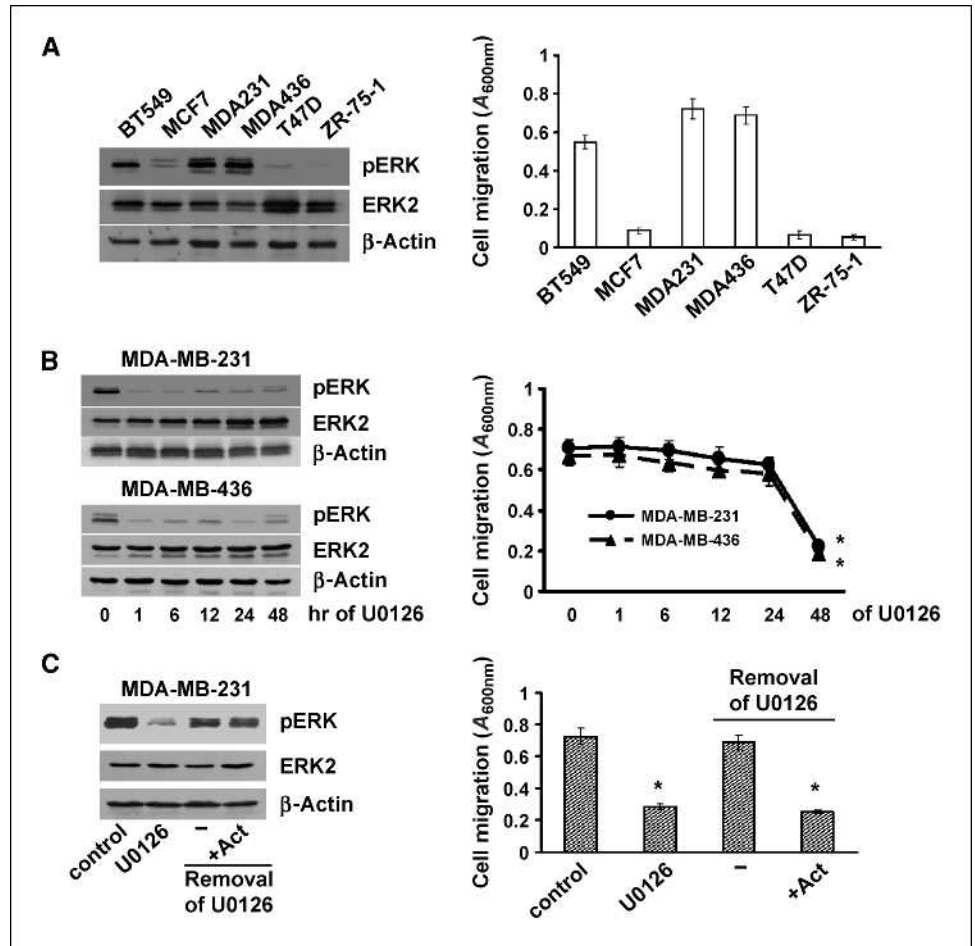 A
BT549
MCF7
MDA231
MDA436
T47D
ZR-75-1
pERK
ERK2
β-Actin
Cell migration (A600nm)
1
0.8
0.6
0.4
0.2
0
BT549
MCF7
MDA231
MDA436
T47D
ZR-75-1
B
MDA-MB-231
pERK
ERK2
β-Actin
MDA-MB-436
pERK
ERK2
β-Actin
0 1 6 12 24 48 hr of U0126
Cell migration (A600nm)
1
0.8
0.6
0.4
0.2
0
MDA-MB-231
MDA-MB-436
*
*
0 1 6 12 24 48 of U0126
C
MDA-MB-231
pERK
ERK2
β-Actin
control
U0126
–
+Act
Removal
of U0126
Cell migration (A600nm)
1
0.8
0.6
0.4
0.2
0
Removal
of U0126
*
*
control
U0126
–
+Act